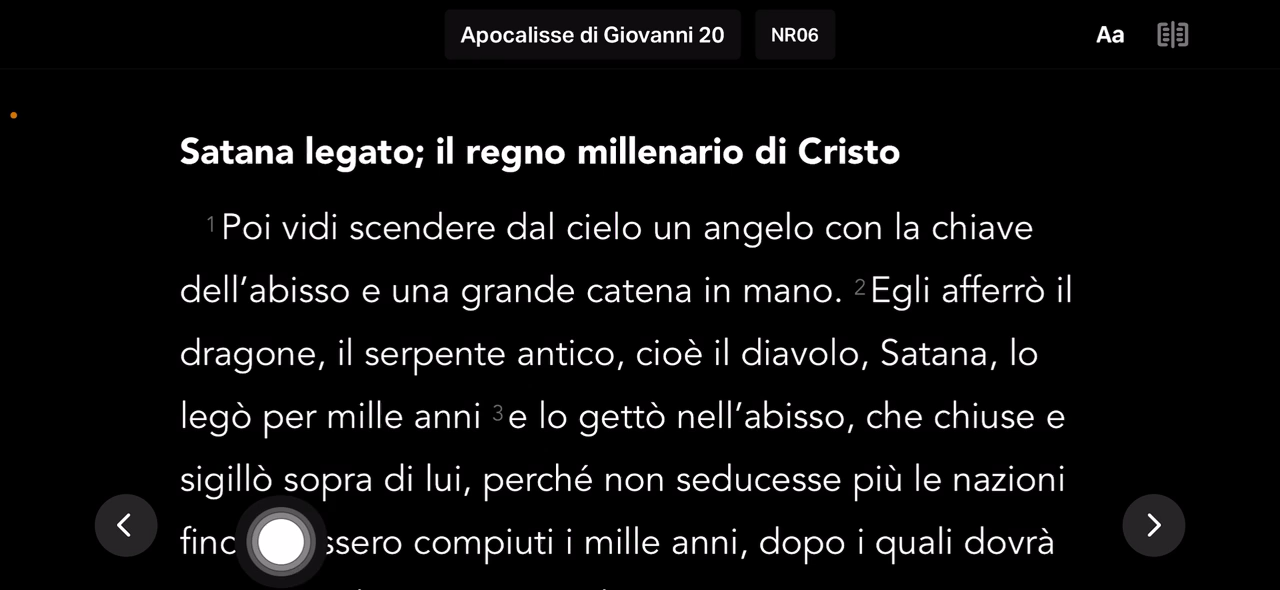 Apocalisse di Giovanni 20 NR06 Aa
Satana legato; il regno millenario di Cristo
1 Poi vidi scendere dal cielo un angelo con la chiave
dell’abisso e una grande catena in mano. 2 Egli afferrò il
dragone, il serpente antico, cioè il diavolo, Satana, lo
legò per mille anni 3 e lo gettò nell’abisso, che chiuse e
sigillò sopra di lui, perché non seducesse più le nazioni
compiuti i mille anni, dopo i quali dovrà